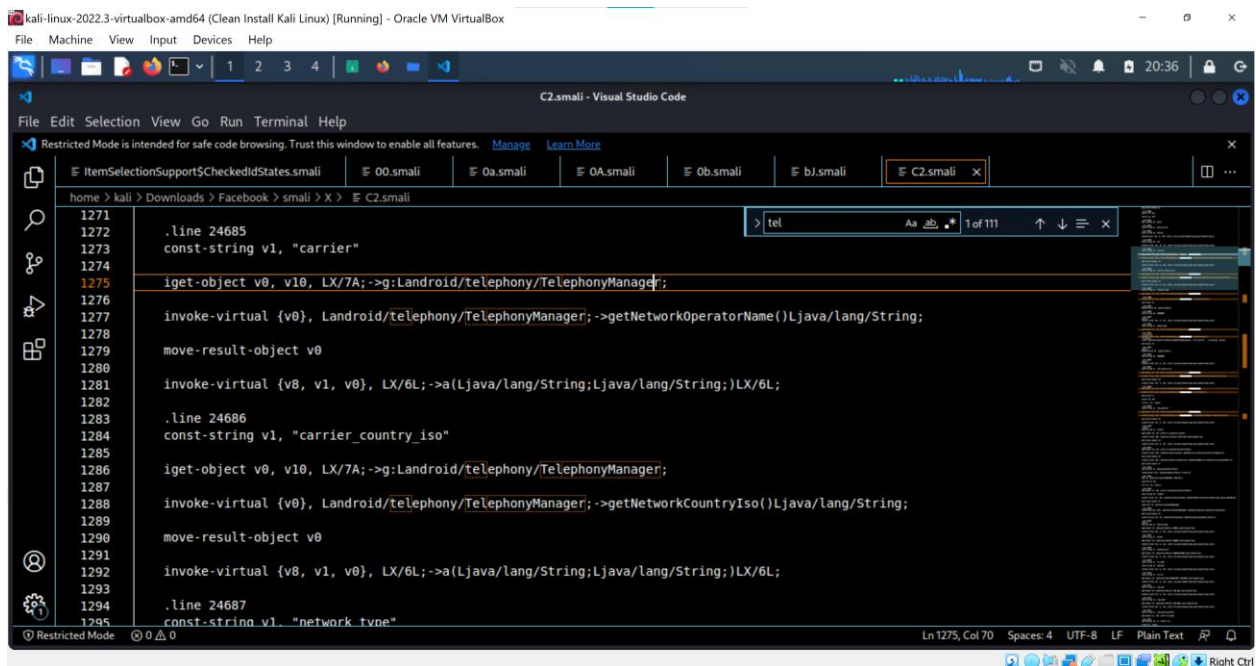 kali-linux-2022.3-virtualbox-amd64 (Clean Install Kali Linux) [Running] - Oracle VM VirtualBox
File Machine View Input Devices Help
1 2 3 4 20:36
C2.smali - Visual Studio Code
File Edit Selection View Go Run Terminal Help
Restricted Mode is intended for safe code browsing. Trust this window to enable all features. Manage Learn More
ItemSelectionSupport$CheckedIdStates.smali 00.smali 0a.smali 0A.smali 0b.smali bJ.smali C2.smali
home > kali > Downloads > Facebook > smali > X > C2.smali
tel Aa ab .* 1 of 111
1271
1272 .line 24685
1273 const-string v1, "carrier"
1274
1275 iget-object v0, v10, LX/7A;->g:Landroid/telephony/TelephonyManager;
1276
1277 invoke-virtual {v0}, Landroid/telephony/TelephonyManager;->getNetworkOperatorName()Ljava/lang/String;
1278
1279 move-result-object v0
1280
1281 invoke-virtual {v8, v1, v0}, LX/6L;->a(Ljava/lang/String;Ljava/lang/String;)LX/6L;
1282
1283 .line 24686
1284 const-string v1, "carrier_country_iso"
1285
1286 iget-object v0, v10, LX/7A;->g:Landroid/telephony/TelephonyManager;
1287
1288 invoke-virtual {v0}, Landroid/telephony/TelephonyManager;->getNetworkCountryIso()Ljava/lang/String;
1289
1290 move-result-object v0
1291
1292 invoke-virtual {v8, v1, v0}, LX/6L;->a(Ljava/lang/String;Ljava/lang/String;)LX/6L;
1293
1294 .line 24687
1295 const-string v1, "network_type"
Restricted Mode 0 0 Ln 1275, Col 70 Spaces: 4 UTF-8 LF Plain Text
Right Ctrl